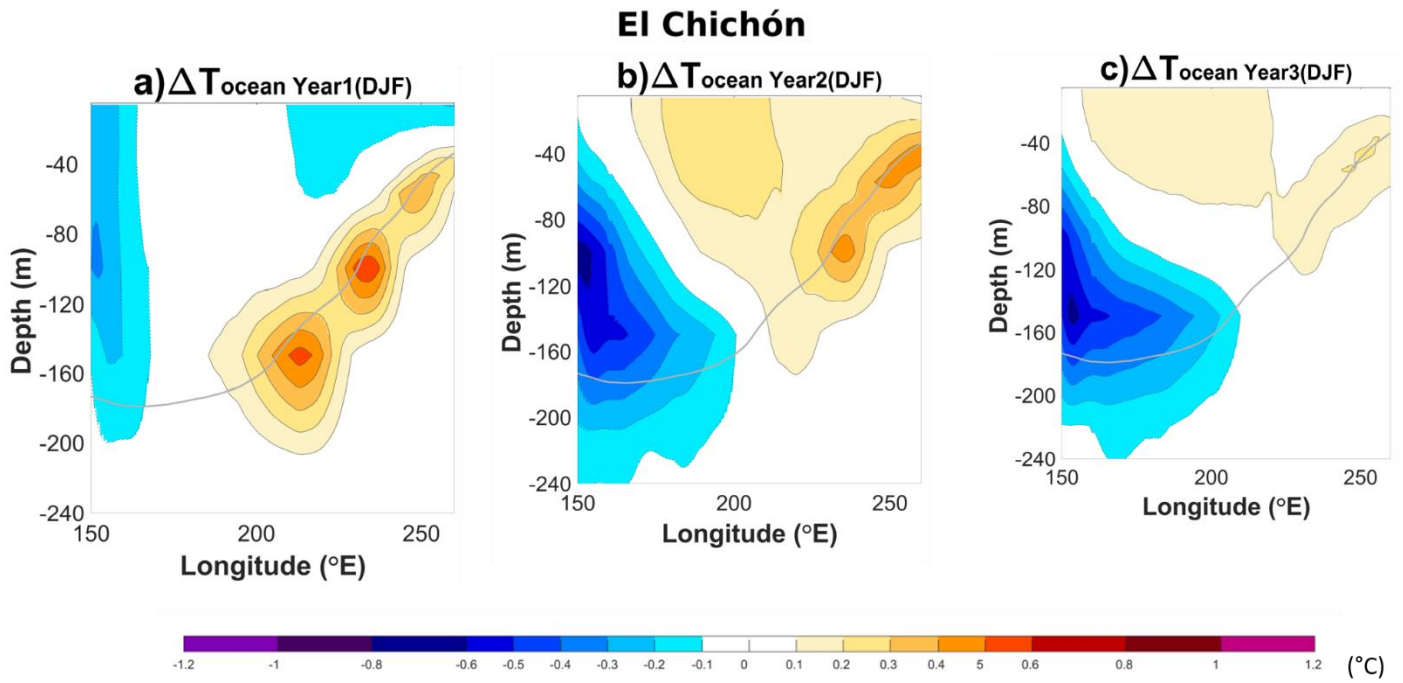 El Chichón
a)ΔTocean Year1(DJF)
b)ΔTocean Year2(DJF)
c)ΔTocean Year3(DJF)
Depth (m)
-40
-80
-120
-160
-200
-240
150
200
250
Longitude (°E)
Depth (m)
-40
-80
-120
-160
-200
-240
150
200
250
Longitude (°E)
Depth (m)
-40
-80
-120
-160
-200
-240
150
200
250
Longitude (°E)
-1.2 -1 -0.8 -0.6 -0.5 -0.4 -0.3 -0.2 -0.1 0 0.1 0.2 0.3 0.4 5 0.6 0.8 1 1.2 (°C)